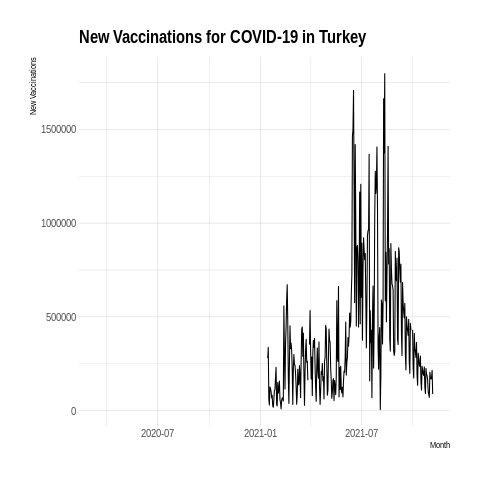 New Vaccinations for COVID-19 in Turkey
New Vaccinations
1500000
1000000
500000
0
2020-07 2021-01 2021-07
Month